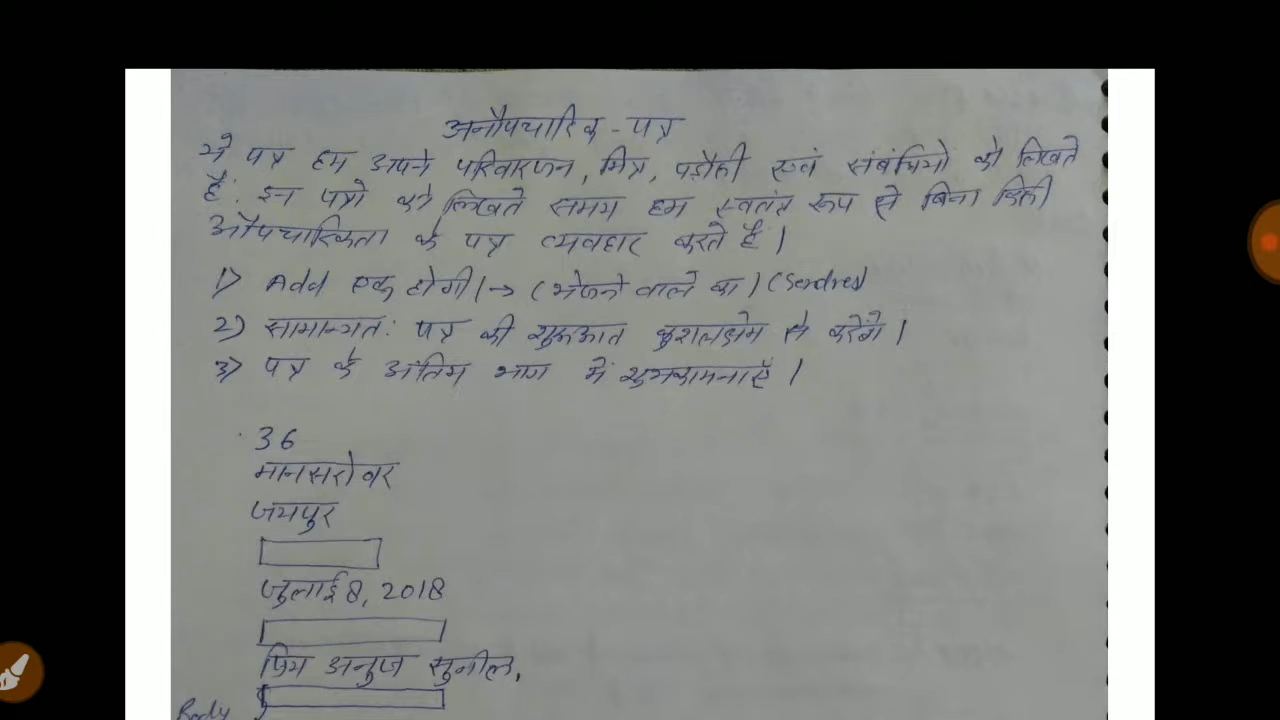 अनौपचारिक - पत्र
ये पत्र हम अपने परिवारजन, मित्र, पड़ौसी एवं संबंधियो को लिखते
है। इन पत्रो को लिखते समय हम स्वतंत्र रूप से बिना किसी
औपचारिकता के पत्र व्यवहार करते है।
1) Add एक होगी। → (भेजने वाले का) (Sendres
2) सामान्यत: पत्र की शुरूआत कुशलक्षेम से करेंगे।
3) पत्र के अंतिम भाग में शुभकामनाएँ।
36
मानसरोवर
जयपुर
जुलाई 8, 2018
प्रिय अनुज सुनील,
Body